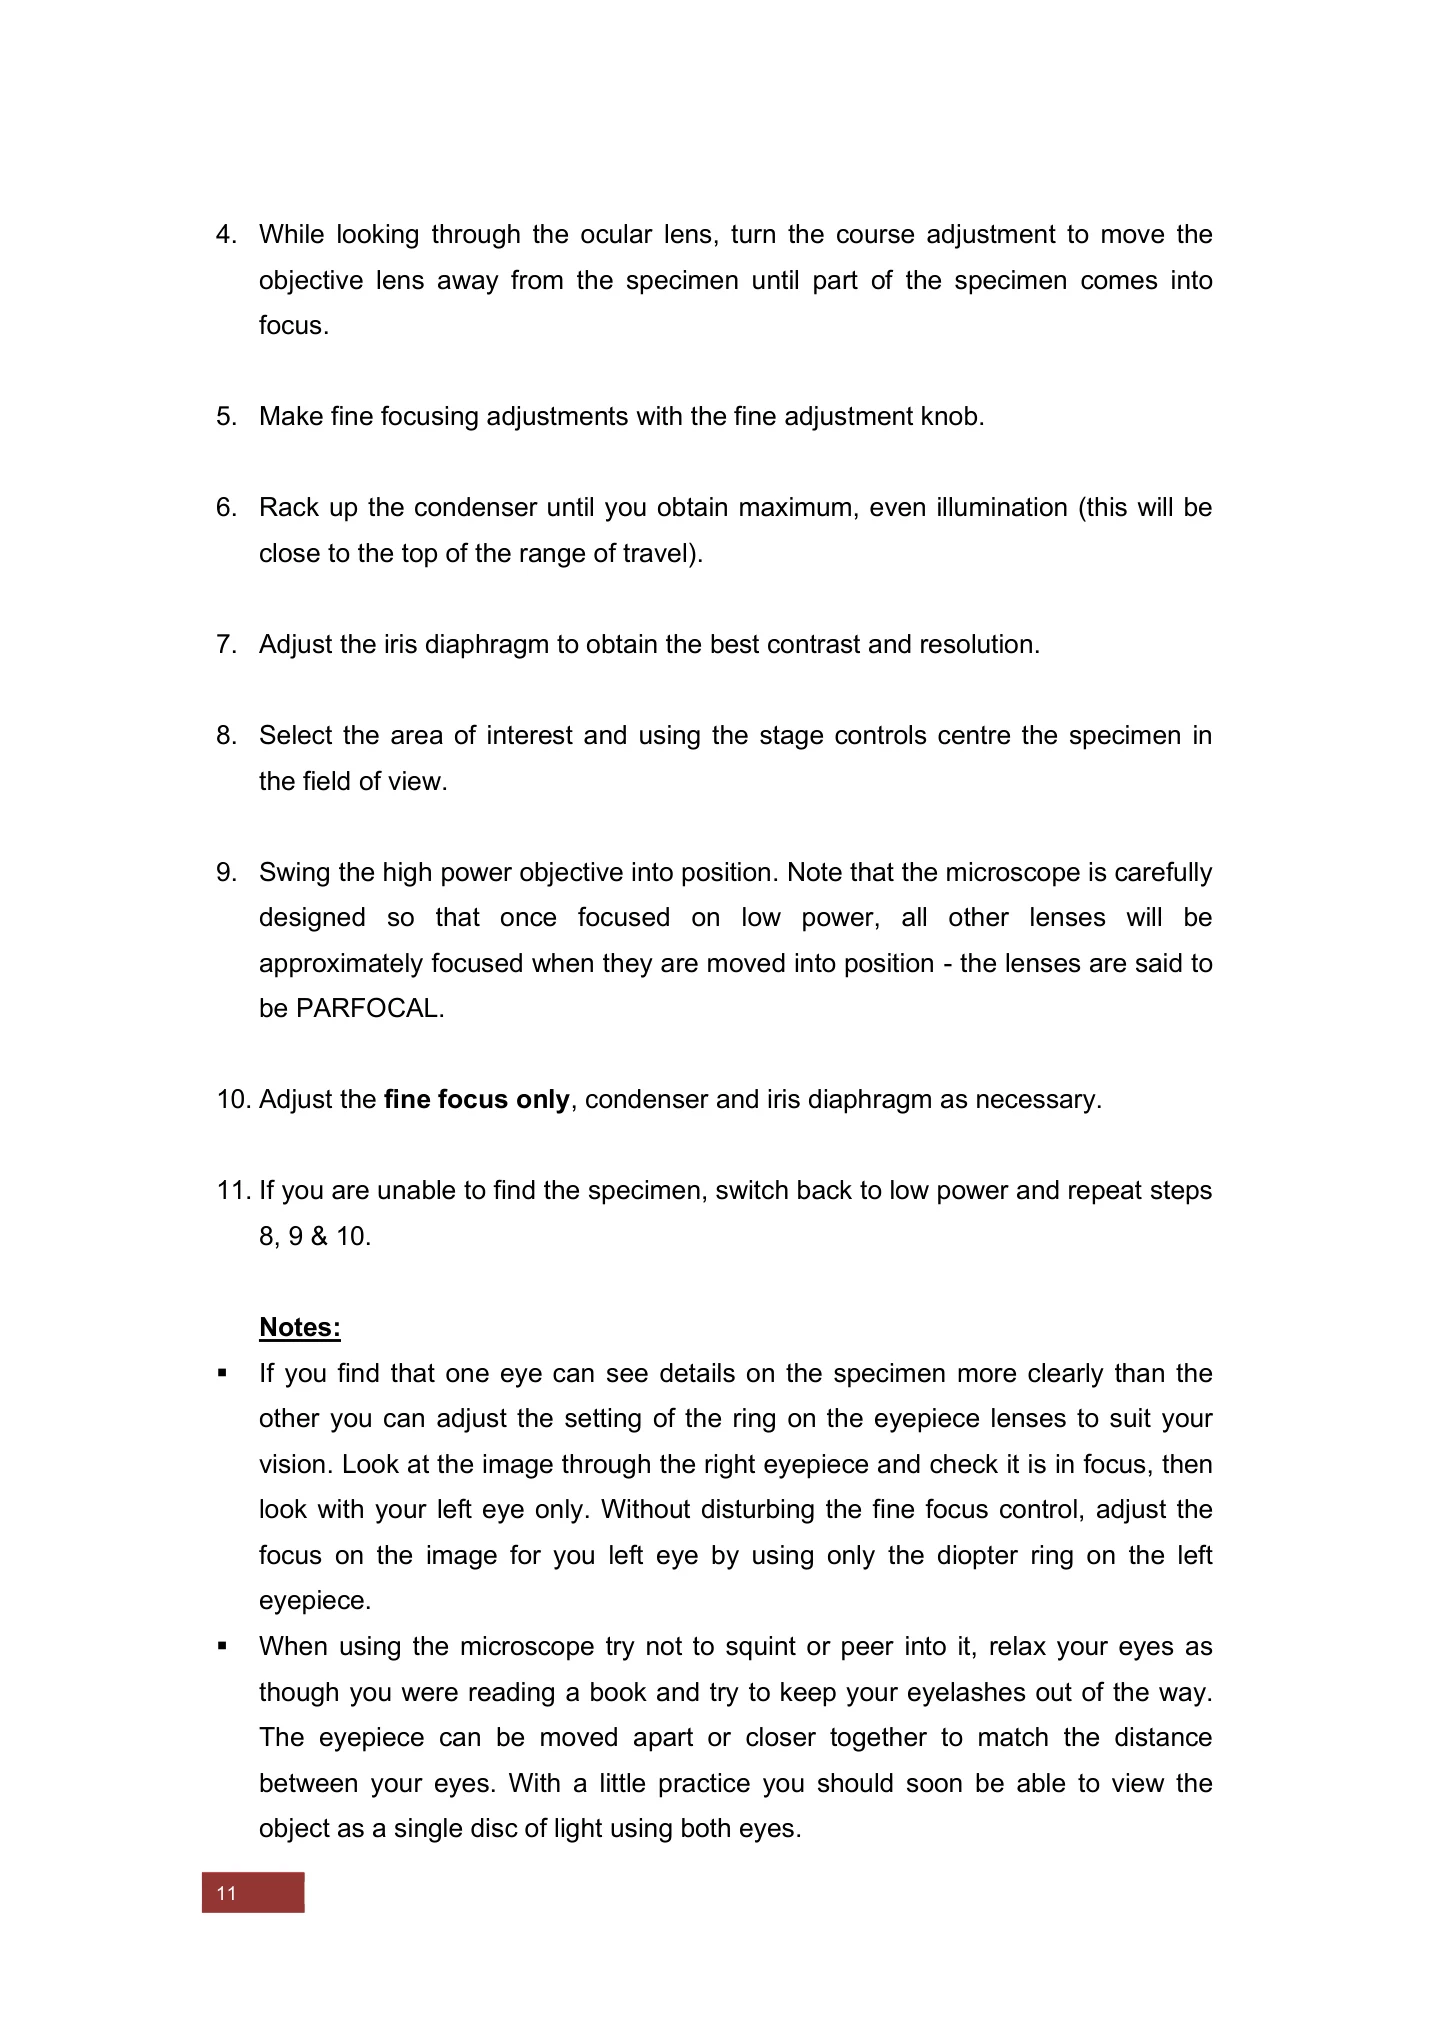 4. While looking through the ocular lens, turn the course adjustment to move the
objective lens away from the specimen until part of the specimen comes into
focus.
5. Make fine focusing adjustments with the fine adjustment knob.
6. Rack up the condenser until you obtain maximum, even illumination (this will be
close to the top of the range of travel).
7. Adjust the iris diaphragm to obtain the best contrast and resolution.
8. Select the area of interest and using the stage controls centre the specimen in
the field of view.
9. Swing the high power objective into position. Note that the microscope is carefully
designed so that once focused on low power, all other lenses will be
approximately focused when they are moved into position - the lenses are said to
be PARFOCAL.
10. Adjust the fine focus only, condenser and iris diaphragm as necessary.
11. If you are unable to find the specimen, switch back to low power and repeat steps
8, 9 & 10.
Notes:
▪ If you find that one eye can see details on the specimen more clearly than the
other you can adjust the setting of the ring on the eyepiece lenses to suit your
vision. Look at the image through the right eyepiece and check it is in focus, then
look with your left eye only. Without disturbing the fine focus control, adjust the
focus on the image for you left eye by using only the diopter ring on the left
eyepiece.
▪ When using the microscope try not to squint or peer into it, relax your eyes as
though you were reading a book and try to keep your eyelashes out of the way.
The eyepiece can be moved apart or closer together to match the distance
between your eyes. With a little practice you should soon be able to view the
object as a single disc of light using both eyes.
11